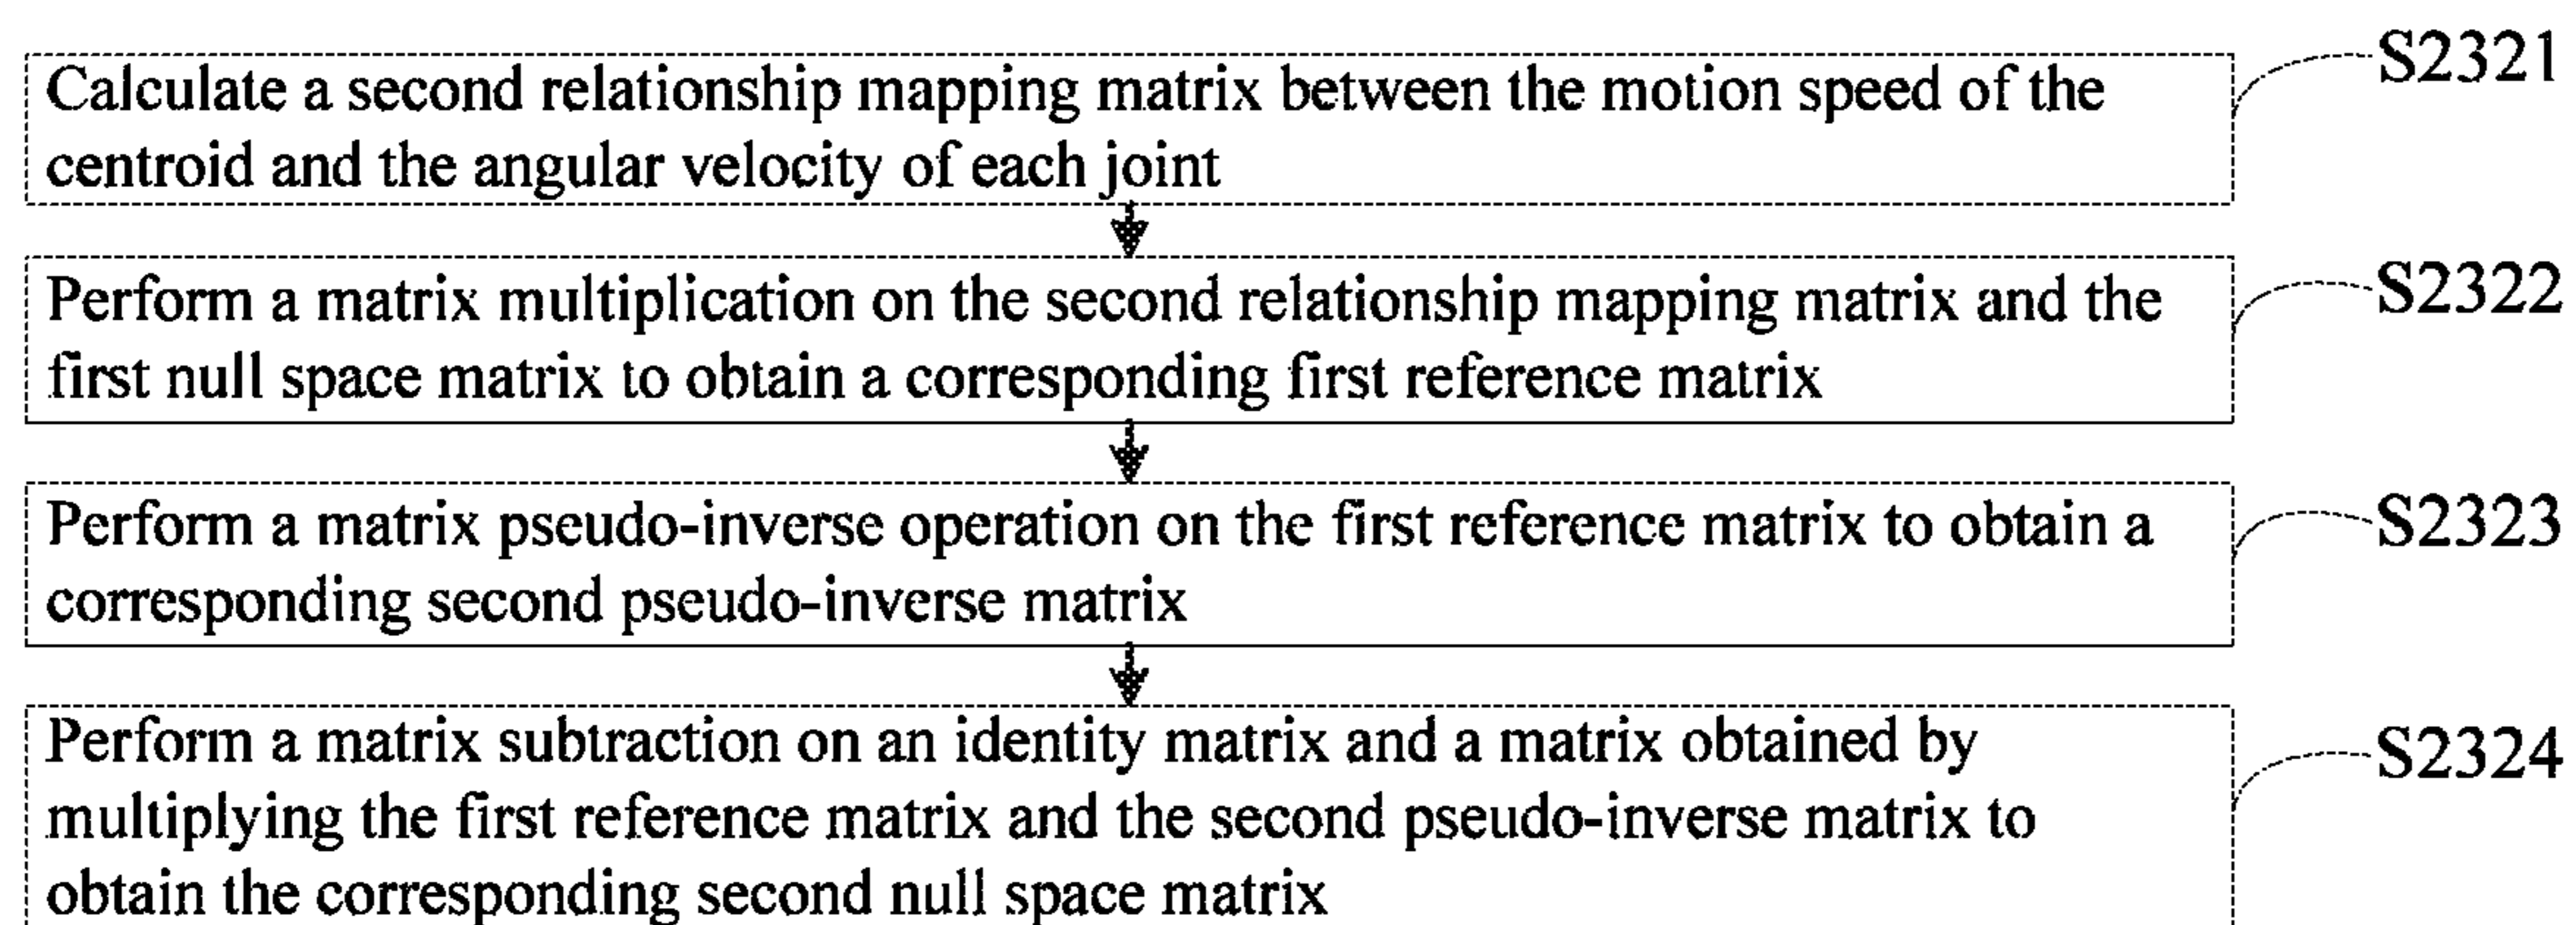 Calculate a second relationship mapping matrix between the motion speed of the
centroid and the angular velocity of each joint
S2321
Perform a matrix multiplication on the second relationship mapping matrix and the
first null space matrix to obtain a corresponding first reference matrix
S2322
Perform a matrix pseudo-inverse operation on the first reference matrix to obtain a
corresponding second pseudo-inverse matrix
S2323
Perform a matrix subtraction on an identity matrix and a matrix obtained by
multiplying the first reference matrix and the second pseudo-inverse matrix to
obtain the corresponding second null space matrix
S2324